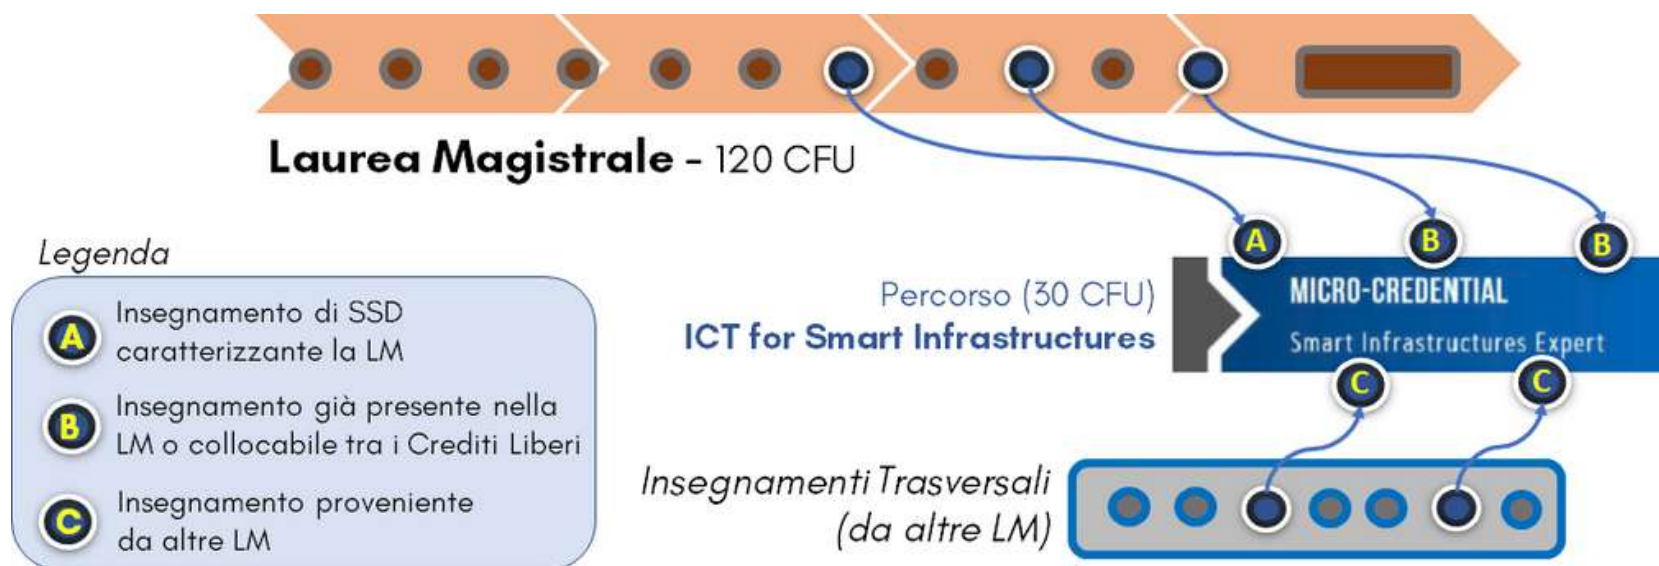 Laurea Magistrale - 120 CFU
Legenda
A
Insegnamento di SSD
caratterizzante la LM
B
Insegnamento già presente nella
LM o collocabile tra i Crediti Liberi
C
Insegnamento proveniente
da altre LM
A
B
B
Percorso (30 CFU)
ICT for Smart Infrastructures
MICRO-CREDENTIAL
Smart Infrastructures Expert
C
C
Insegnamenti Trasversali
(da altre LM)